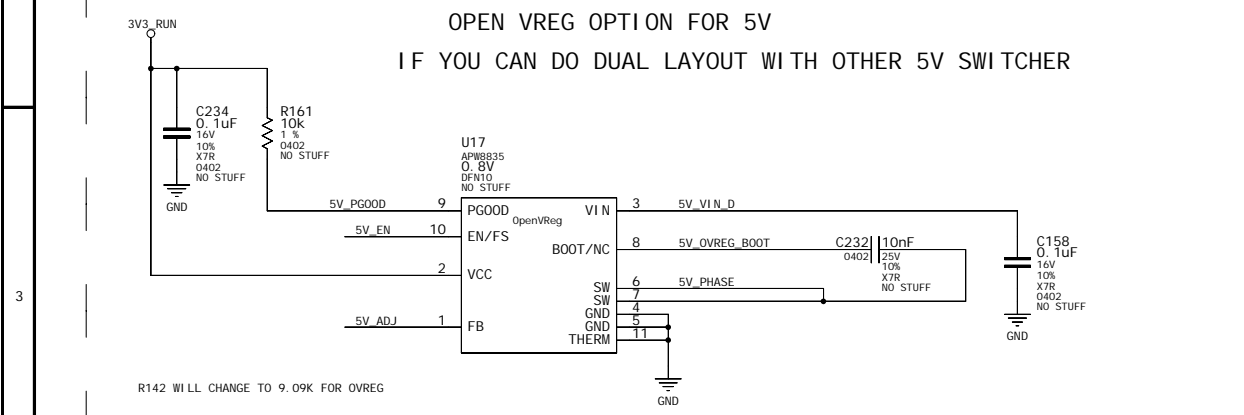 OPEN VREG OPTION FOR 5V
IF YOU CAN DO DUAL LAYOUT WITH OTHER 5V SWITCHER
3V3_RUN
C234
0.1uF
16V
10%
X7R
0402
NO STUFF
GND
R161
10k
1 %
0402
NO STUFF
U17
APW8835
0.8V
DFN10
NO STUFF
OpenVReg
5V_PGOOD 9 PGOOD
5V_EN 10 EN/FS
2 VCC
5V_ADJ 1 FB
VIN 3 5V_VIN_D
BOOT/NC 8 5V_OVREG_BOOT
SW 6 5V_PHASE
SW 7
GND 4
GND 5
THERM 11
GND
C232 10nF
0402 25V
10%
X7R
NO STUFF
C158
0.1uF
16V
10%
X7R
0402
NO STUFF
GND
3
R142 WILL CHANGE TO 9.09K FOR OVREG